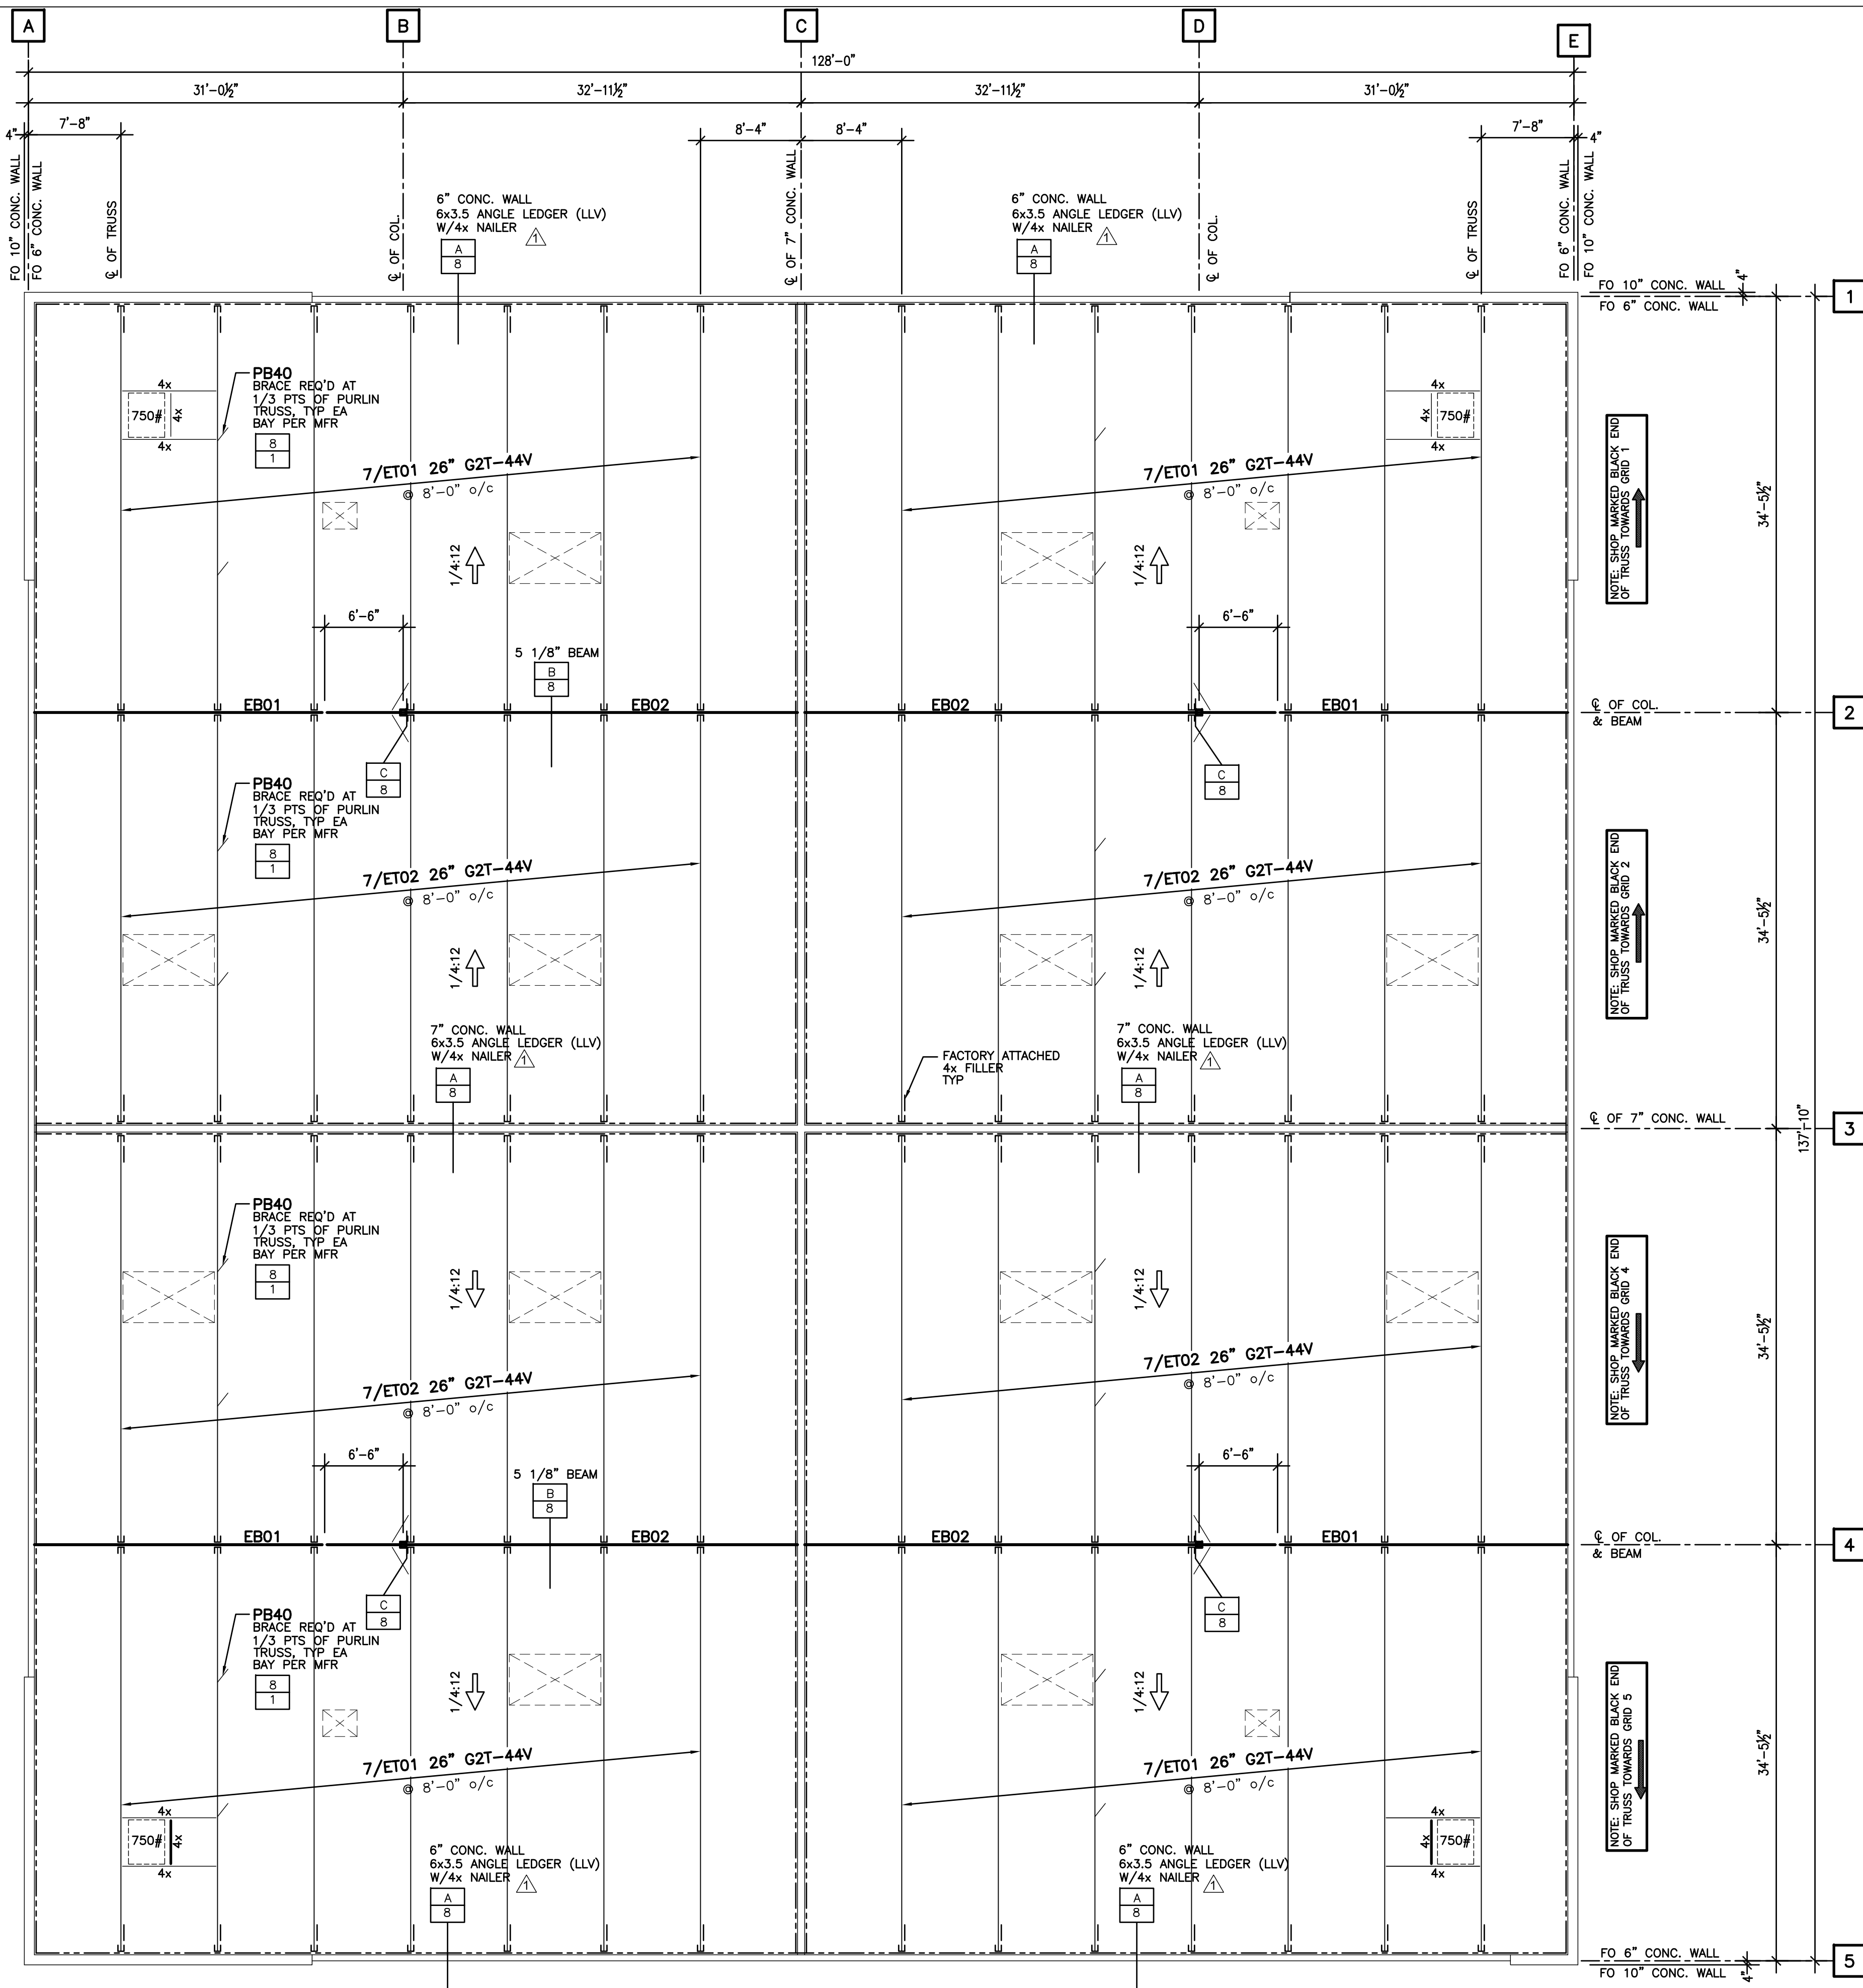 A
B
C
D
E
128'-0"
31'-0½"
32'-11½"
32'-11½"
31'-0½"
4"
7'-8"
8'-4"
8'-4"
7'-8"
4"
FO 10" CONC. WALL
FO 6" CONC. WALL
℄ OF TRUSS
℄ OF COL.
℄ OF 7" CONC. WALL
℄ OF COL.
℄ OF TRUSS
FO 6" CONC. WALL
FO 10" CONC. WALL
6" CONC. WALL
6x3.5 ANGLE LEDGER (LLV)
W/4x NAILER
1
A
8
6" CONC. WALL
6x3.5 ANGLE LEDGER (LLV)
W/4x NAILER
1
A
8
FO 10" CONC. WALL
4"
FO 6" CONC. WALL
1
4x
750#
4x
4x
PB40
BRACE REQ'D AT
1/3 PTS OF PURLIN
TRUSS, TYP EA
BAY PER MFR
8
1
7/ET01 26" G2T-44V
@ 8'-0" o/c
7/ET01 26" G2T-44V
@ 8'-0" o/c
4x
4x
750#
4x
NOTE: SHOP MARKED BLACK END
OF TRUSS TOWARDS GRID 1
34'-5½"
1/4:12
1/4:12
6'-6"
6'-6"
5 1/8" BEAM
B
8
EB01
EB02
EB02
EB01
℄ OF COL.
& BEAM
2
C
8
C
8
PB40
BRACE REQ'D AT
1/3 PTS OF PURLIN
TRUSS, TYP EA
BAY PER MFR
8
1
7/ET02 26" G2T-44V
@ 8'-0" o/c
7/ET02 26" G2T-44V
@ 8'-0" o/c
NOTE: SHOP MARKED BLACK END
OF TRUSS TOWARDS GRID 2
34'-5½"
1/4:12
1/4:12
7" CONC. WALL
6x3.5 ANGLE LEDGER (LLV)
W/4x NAILER
1
A
8
FACTORY ATTACHED
4x FILLER
TYP
7" CONC. WALL
6x3.5 ANGLE LEDGER (LLV)
W/4x NAILER
1
A
8
℄ OF 7" CONC. WALL
3
137'-10"
PB40
BRACE REQ'D AT
1/3 PTS OF PURLIN
TRUSS, TYP EA
BAY PER MFR
8
1
1/4:12
1/4:12
NOTE: SHOP MARKED BLACK END
OF TRUSS TOWARDS GRID 4
34'-5½"
7/ET02 26" G2T-44V
@ 8'-0" o/c
7/ET02 26" G2T-44V
@ 8'-0" o/c
6'-6"
6'-6"
5 1/8" BEAM
B
8
EB01
EB02
EB02
EB01
℄ OF COL.
& BEAM
4
C
8
C
8
PB40
BRACE REQ'D AT
1/3 PTS OF PURLIN
TRUSS, TYP EA
BAY PER MFR
8
1
1/4:12
1/4:12
NOTE: SHOP MARKED BLACK END
OF TRUSS TOWARDS GRID 5
34'-5½"
7/ET01 26" G2T-44V
@ 8'-0" o/c
7/ET01 26" G2T-44V
@ 8'-0" o/c
4x
750#
4x
4x
4x
4x
750#
4x
6" CONC. WALL
6x3.5 ANGLE LEDGER (LLV)
W/4x NAILER
1
A
8
6" CONC. WALL
6x3.5 ANGLE LEDGER (LLV)
W/4x NAILER
1
A
8
FO 6" CONC. WALL
FO 10" CONC. WALL
4"
5